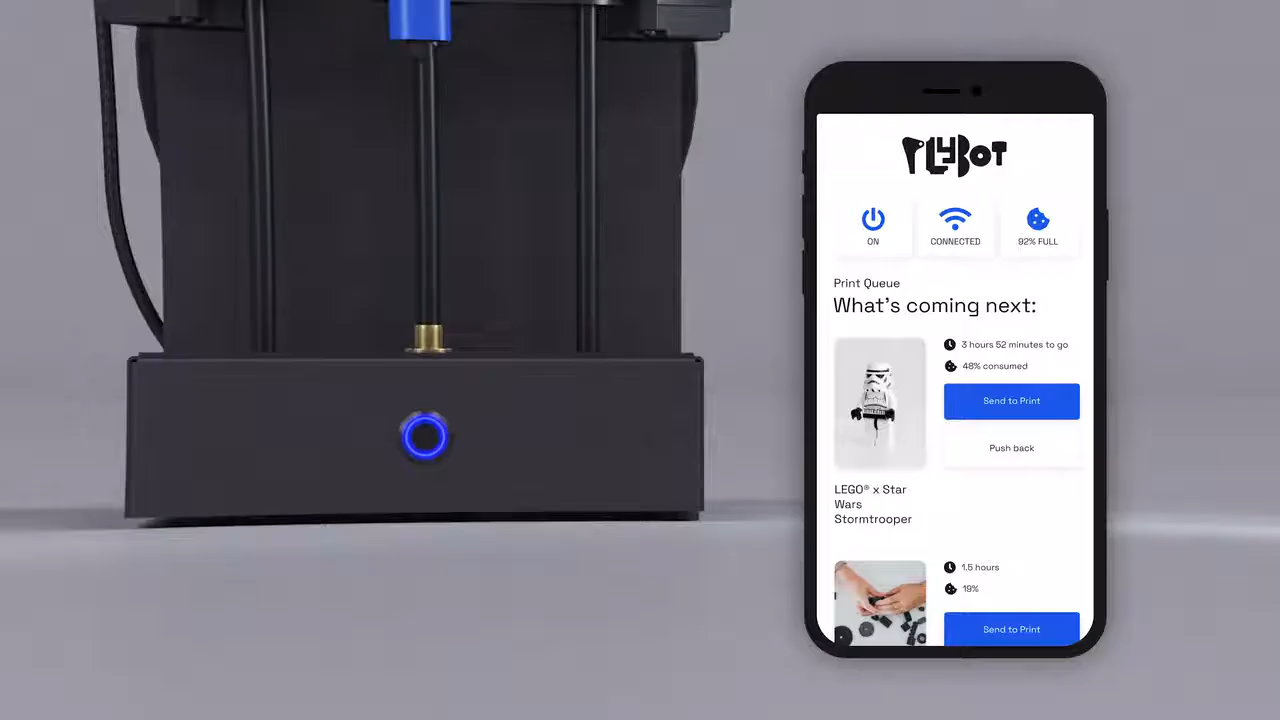 PLYBOT
ON
CONNECTED
92% FULL
Print Queue
What's coming next:
3 hours 52 minutes to go
48% consumed
Send to Print
Push back
LEGO® x Star
Wars
Stormtrooper
1.5 hours
19%
Send to Print